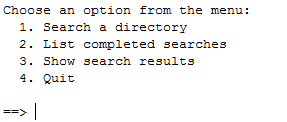 Choose an option from the menu:
1. Search a directory
2. List completed searches
3. Show search results
4. Quit
==>